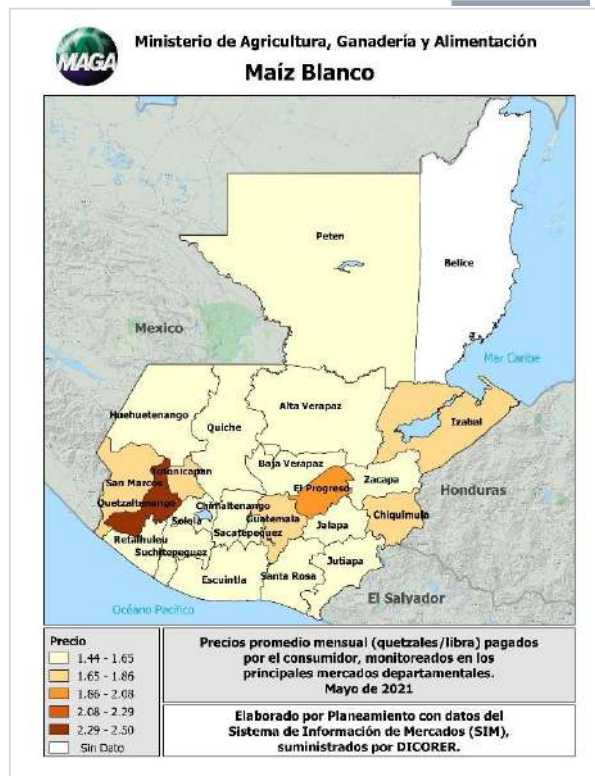 MAGA
Ministerio de Agricultura, Ganadería y Alimentación
Maíz Blanco
Peten
Belice
Mexico
Mar Caribe
Huehuetenango
Quiche
Alta Verapaz
Izabal
San Marcos
Totonicapan
Baja Verapaz
Zacapa
Honduras
Quetzaltenango
Chimaltenango
El Progreso
Solola
Guatemala
Chiquimula
Retalhuleu
Sacatepequez
Jalapa
Suchitepequez
Jutiapa
Escuintla
Santa Rosa
El Salvador
Océano Pacífico
Precio
1.44 - 1.65
1.65 - 1.86
1.86 - 2.08
2.08 - 2.29
2.29 - 2.50
Sin Dato
Precios promedio mensual (quetzales/libra) pagados
por el consumidor, monitoreados en los
principales mercados departamentales.
Mayo de 2021
Elaborado por Planeamiento con datos del
Sistema de Información de Mercados (SIM),
suministrados por DICORER.